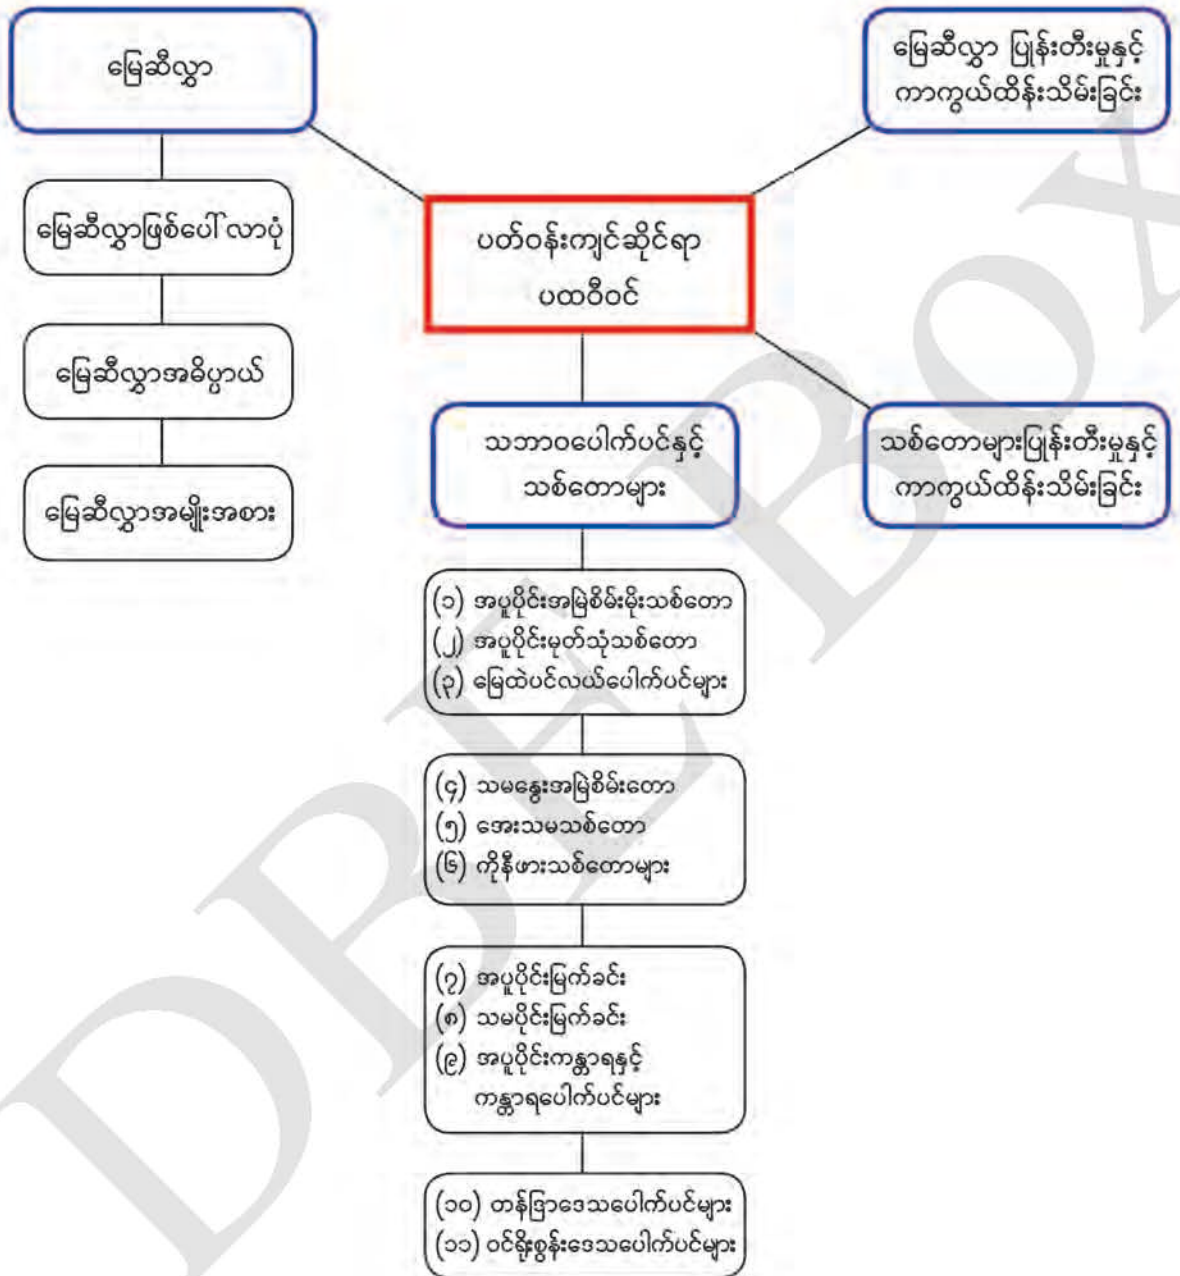 မြေဆီလွှာ
မြေဆီလွှာဖြစ်ပေါ်လာပုံ
မြေဆီလွှာအဓိပ္ပာယ်
မြေဆီလွှာအမျိုးအစား
မြေဆီလွှာ ပြုန်းတီးမှုနှင့်
ကာကွယ်ထိန်းသိမ်းခြင်း
ပတ်ဝန်းကျင်ဆိုင်ရာ
ပထဝီဝင်
သဘာဝပေါက်ပင်နှင့်
သစ်တောများ
သစ်တောများပြုန်းတီးမှုနှင့်
ကာကွယ်ထိန်းသိမ်းခြင်း
(၁) အပူပိုင်းအမြဲစိမ်းမိုးသစ်တော
(၂) အပူပိုင်းမုတ်သုံသစ်တော
(၃) မြေထဲပင်လယ်ပေါက်ပင်များ
(၄) သမနွေးအမြဲစိမ်းတော
(၅) အေးသမသစ်တော
(၆) ကိုနီဖားသစ်တောများ
(၇) အပူပိုင်းမြက်ခင်း
(၈) သမပိုင်းမြက်ခင်း
(၉) အပူပိုင်းကန္တာရနှင့်
ကန္တာရပေါက်ပင်များ
(၁၀) တန်ဒြာဒေသပေါက်ပင်များ
(၁၁) ဝင်ရိုးစွန်းဒေသပေါက်ပင်များ
DBE Box